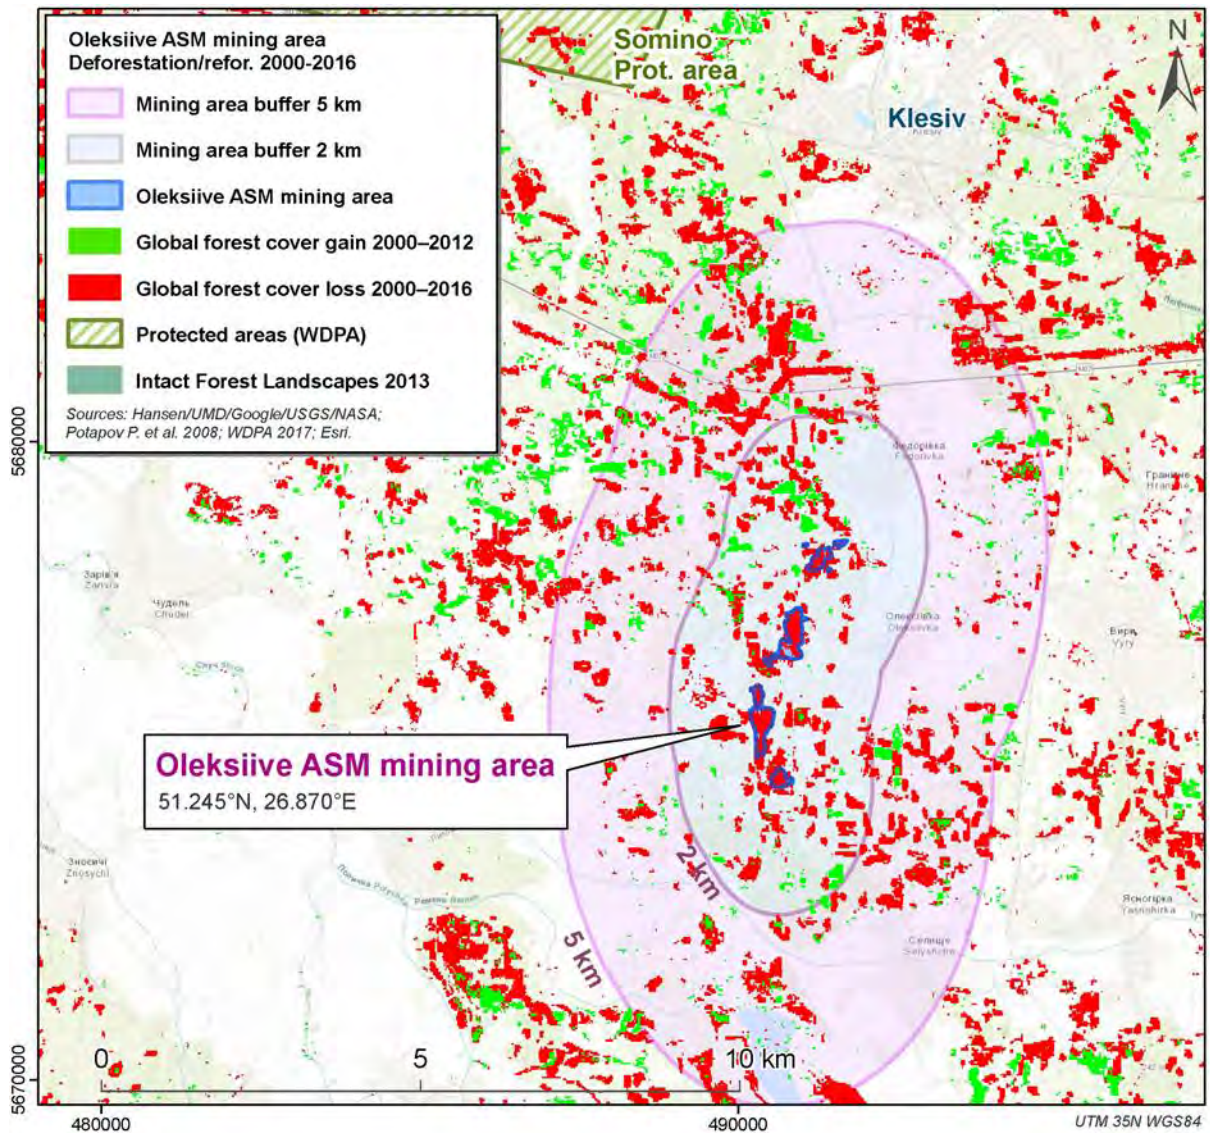 Oleksiive ASM mining area
Deforestation/refor. 2000-2016
Mining area buffer 5 km
Mining area buffer 2 km
Oleksiive ASM mining area
Global forest cover gain 2000–2012
Global forest cover loss 2000–2016
Protected areas (WDPA)
Intact Forest Landscapes 2013
Sources: Hansen/UMD/Google/USGS/NASA;
Potapov P. et al. 2008; WDPA 2017; Esri.
Somino
Prot. area
N
Klesiv
5680000
Федорівка
Fedorivka
Зарів'я
Чудель
Chudel
Олексіївка
Oleksiivka
Вири
Vyry
Oleksiive ASM mining area
51.245°N, 26.870°E
Зносичі
Znosychi
2 km
5 km
Ясногірка
Yasnohirka
Селище
Selyshche
0
5
10 km
5670000
480000
490000
UTM 35N WGS84